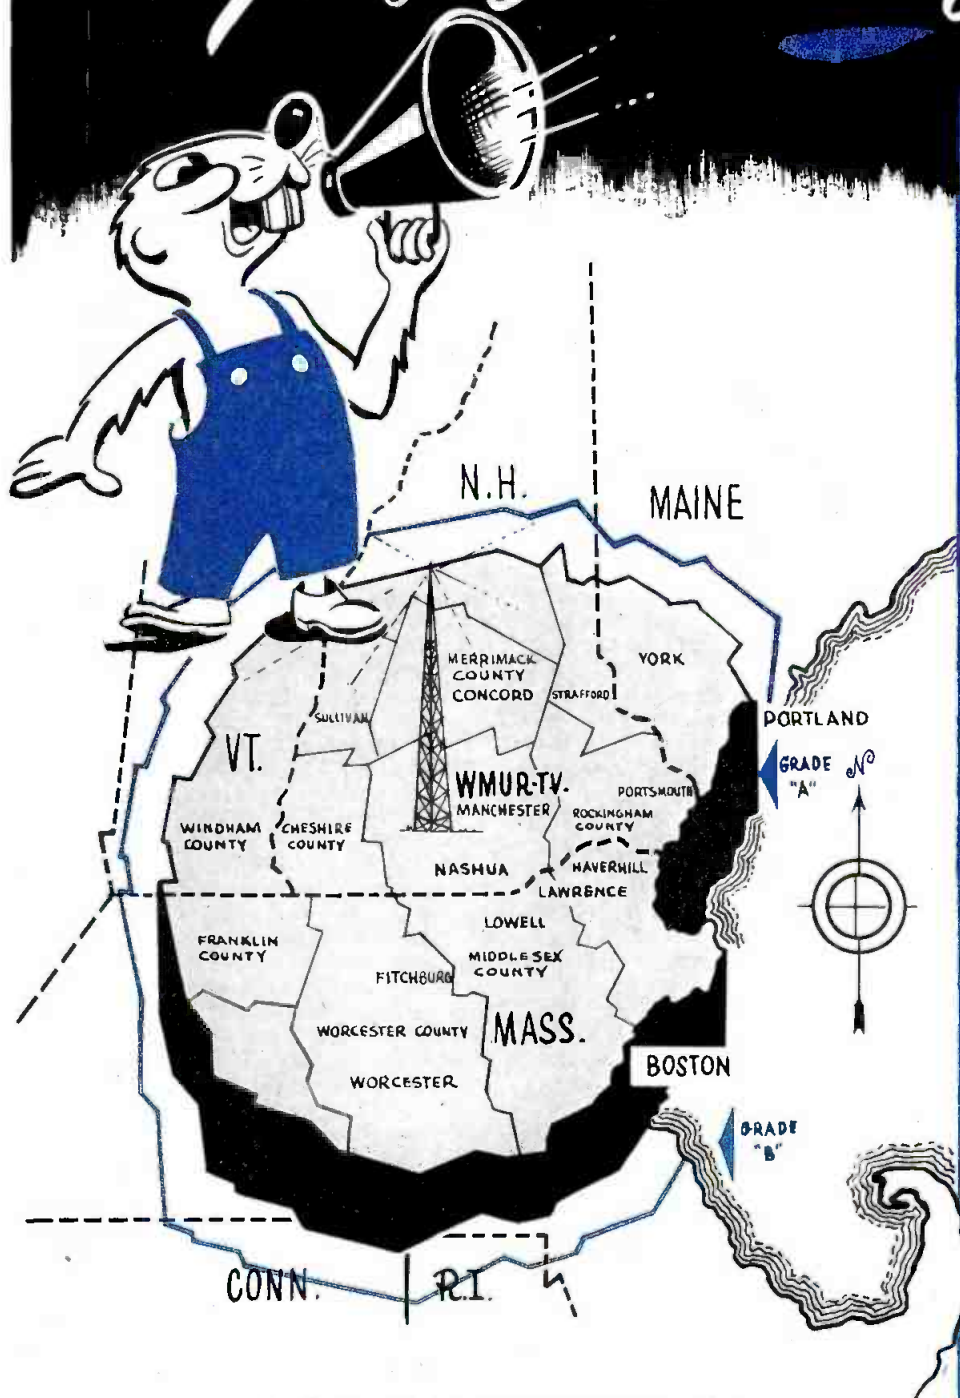 N.H.
MAINE
MERRIMACK
COUNTY
CONCORD
STRAFFORD
YORK
SULLIVAN
PORTLAND
VT.
GRADE
"A"
N
WMUR-TV.
MANCHESTER
PORTSMOUTH
ROCKINGHAM
COUNTY
WINDHAM
COUNTY
CHESHIRE
COUNTY
NASHUA
HAVERHILL
LAWRENCE
LOWELL
FRANKLIN
COUNTY
MIDDLESEX
COUNTY
FITCHBURG
WORCESTER COUNTY
MASS.
BOSTON
WORCESTER
GRADE
"B"
CONN.
R.I.